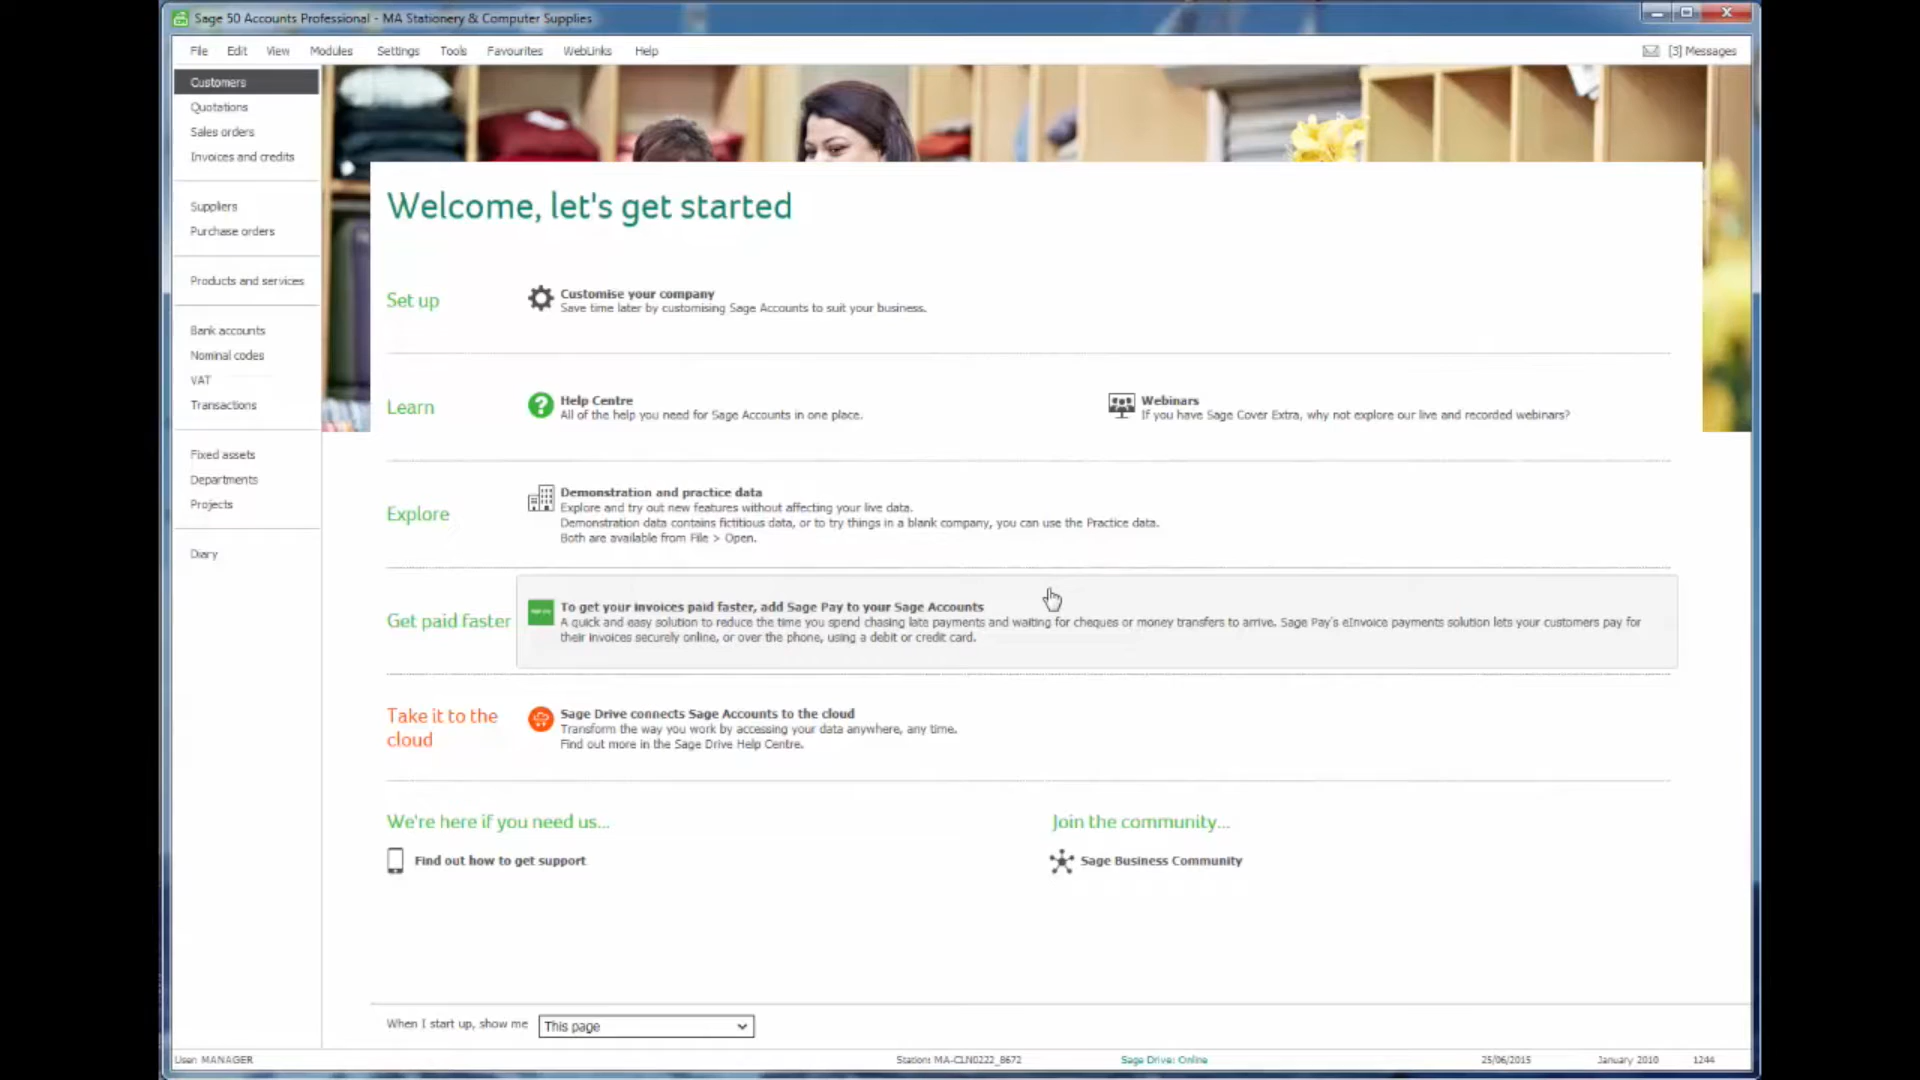 Sage 50 Accounts Professional - MA Stationery & Computer Supplies
File Edit View Modules Settings Tools Favourites WebLinks Help [3] Messages
Customers
Quotations
Sales orders
Invoices and credits
Suppliers
Purchase orders
Products and services
Bank accounts
Nominal codes
VAT
Transactions
Fixed assets
Departments
Projects
Diary
Welcome, let's get started
Set up
Customise your company
Save time later by customising Sage Accounts to suit your business.
Learn
Help Centre
All of the help you need for Sage Accounts in one place.
Webinars
If you have Sage Cover Extra, why not explore our live and recorded webinars?
Explore
Demonstration and practice data
Explore and try out new features without affecting your live data.
Demonstration data contains fictitious data, or to try things in a blank company, you can use the Practice data.
Both are available from File > Open.
Get paid faster
To get your invoices paid faster, add Sage Pay to your Sage Accounts
A quick and easy solution to reduce the time you spend chasing late payments and waiting for cheques or money transfers to arrive. Sage Pay's eInvoice payments solution lets your customers pay for
their invoices securely online, or over the phone, using a debit or credit card.
Take it to the
cloud
Sage Drive connects Sage Accounts to the cloud
Transform the way you work by accessing your data anywhere, any time.
Find out more in the Sage Drive Help Centre.
We're here if you need us...
Find out how to get support
Join the community...
Sage Business Community
When I start up, show me This page
User: MANAGER Station: MA-CLN0222_8672 Sage Drive: Online 25/06/2015 January 2010 1244